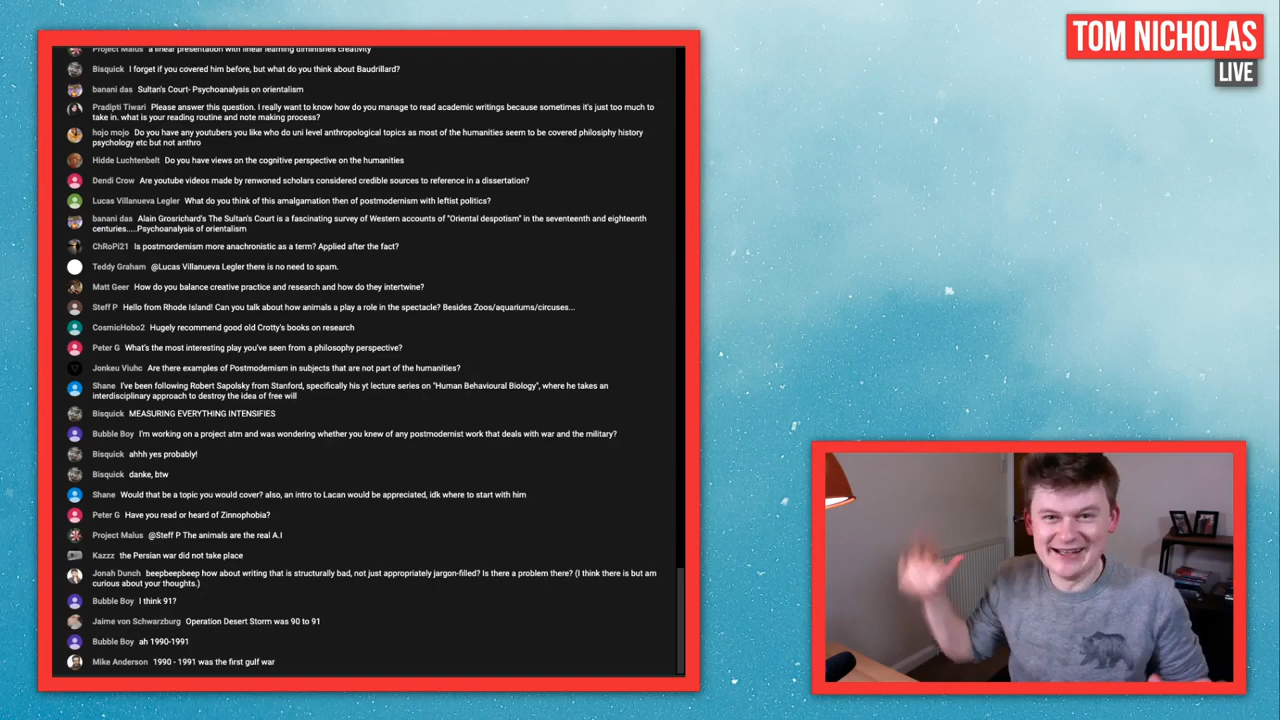 TOM NICHOLAS
LIVE
Project Malus a linear presentation with linear learning diminishes creativity
Bisquick I forget if you covered him before, but what do you think about Baudrillard?
banani das Sultan's Court- Psychoanalysis on orientalism
Pradipti Tiwari Please answer this question. I really want to know how do you manage to read academic writings because sometimes it's just too much to
take in. what is your reading routine and note making process?
hojo mojo Do you have any youtubers you like who do uni level anthropological topics as most of the humanities seem to be covered philosiphy history
psychology etc but not anthro
Hidde Luchtenbelt Do you have views on the cognitive perspective on the humanities
Dendi Crow Are youtube videos made by renwoned scholars considered credible sources to reference in a dissertation?
Lucas Villanueva Legler What do you think of this amalgamation then of postmodernism with leftist politics?
banani das Alain Grosrichard's The Sultan's Court is a fascinating survey of Western accounts of "Oriental despotism" in the seventeenth and eighteenth
centuries.....Psychoanalysis of orientalism
ChRoPi21 Is postmordernism more anachronistic as a term? Applied after the fact?
Teddy Graham @Lucas Villanueva Legler there is no need to spam.
Matt Geer How do you balance creative practice and research and how do they intertwine?
Steff P Hello from Rhode Island! Can you talk about how animals a play a role in the spectacle? Besides Zoos/aquariums/circuses...
CosmicHobo2 Hugely recommend good old Crotty's books on research
Peter G What's the most interesting play you've seen from a philosophy perspective?
Jonkeu Viuhc Are there examples of Postmodernism in subjects that are not part of the humanities?
Shane I've been following Robert Sapolsky from Stanford, specifically his yt lecture series on "Human Behavioural Biology", where he takes an
interdisciplinary approach to destroy the idea of free will
Bisquick MEASURING EVERYTHING INTENSIFIES
Bubble Boy I'm working on a project atm and was wondering whether you knew of any postmodernist work that deals with war and the military?
Bisquick ahhh yes probably!
Bisquick danke, btw
Shane Would that be a topic you would cover? also, an intro to Lacan would be appreciated, idk where to start with him
Peter G Have you read or heard of Zinnophobia?
Project Malus @Steff P The animals are the real A.I
Kazzz the Persian war did not take place
Jonah Dunch beepbeepbeep how about writing that is structurally bad, not just appropriately jargon-filled? Is there a problem there? (I think there is but am
curious about your thoughts.)
Bubble Boy I think 91?
Jaime von Schwarzburg Operation Desert Storm was 90 to 91
Bubble Boy ah 1990-1991
Mike Anderson 1990 - 1991 was the first gulf war